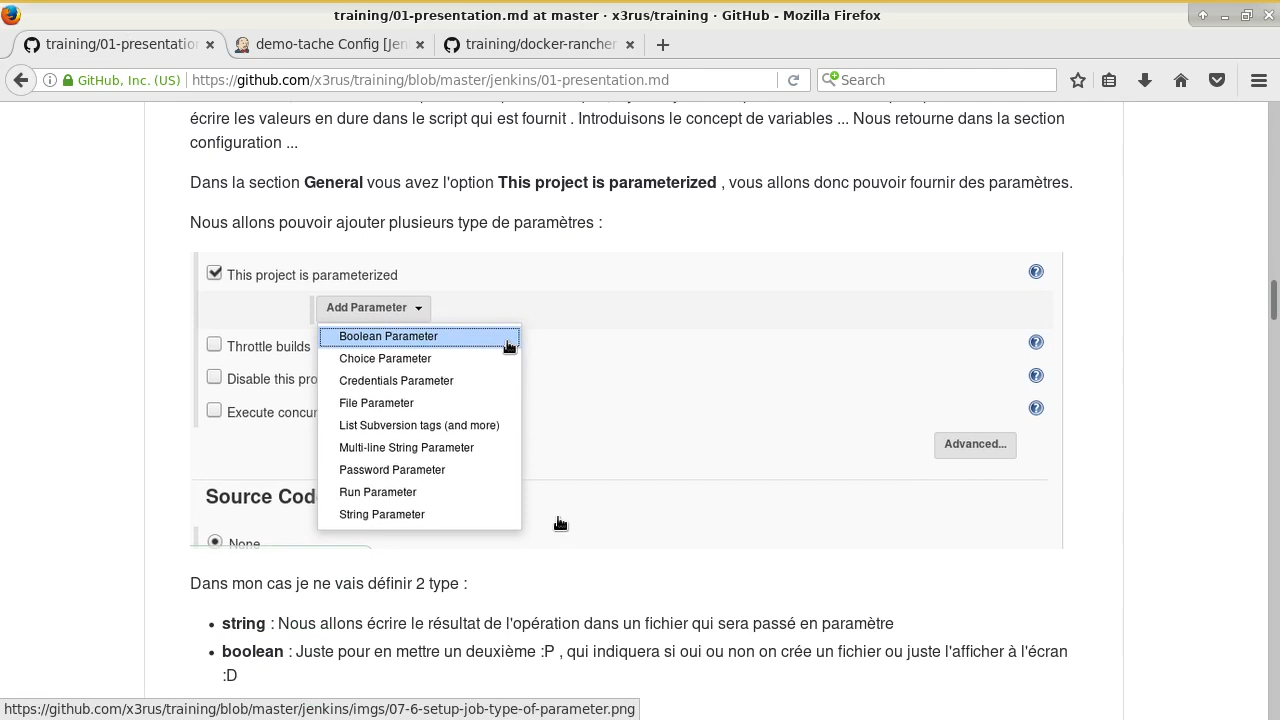 training/01-presentation.md at master · x3rus/training · GitHub - Mozilla Firefox
training/01-presentatio
demo-tache Config [Jen
training/docker-rancher
GitHub, Inc. (US)
https://github.com/x3rus/training/blob/master/jenkins/01-presentation.md
Search
écrire les valeurs en dure dans le script qui est fournit . Introduisons le concept de variables ... Nous retourne dans la section
configuration ...
Dans la section General vous avez l'option This project is parameterized , vous allons donc pouvoir fournir des paramètres.
Nous allons pouvoir ajouter plusieurs type de paramètres :
This project is parameterized
Add Parameter
Boolean Parameter
Throttle builds
Choice Parameter
Disable this pro
Credentials Parameter
File Parameter
Execute concur
List Subversion tags (and more)
Advanced...
Multi-line String Parameter
Password Parameter
Run Parameter
Source Cod
String Parameter
None
Dans mon cas je ne vais définir 2 type :
• string : Nous allons écrire le résultat de l'opération dans un fichier qui sera passé en paramètre
• boolean : Juste pour en mettre un deuxième :P , qui indiquera si oui ou non on crée un fichier ou juste l'afficher à l'écran
:D
https://github.com/x3rus/training/blob/master/jenkins/imgs/07-6-setup-job-type-of-parameter.png